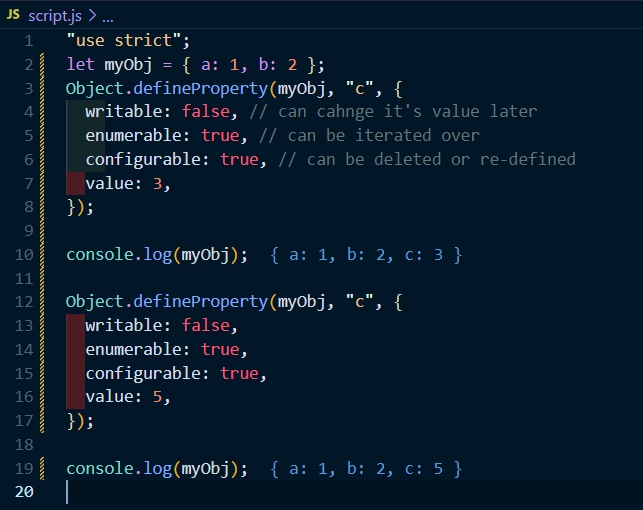 JS script.js > ...
1 "use strict";
2 let myObj = { a: 1, b: 2 };
3 Object.defineProperty(myObj, "c", {
4   writable: false, // can cahnge it's value later
5   enumerable: true, // can be iterated over
6   configurable: true, // can be deleted or re-defined
7   value: 3,
8 });
9
10 console.log(myObj);  { a: 1, b: 2, c: 3 }
11
12 Object.defineProperty(myObj, "c", {
13   writable: false,
14   enumerable: true,
15   configurable: true,
16   value: 5,
17 });
18
19 console.log(myObj);  { a: 1, b: 2, c: 5 }
20